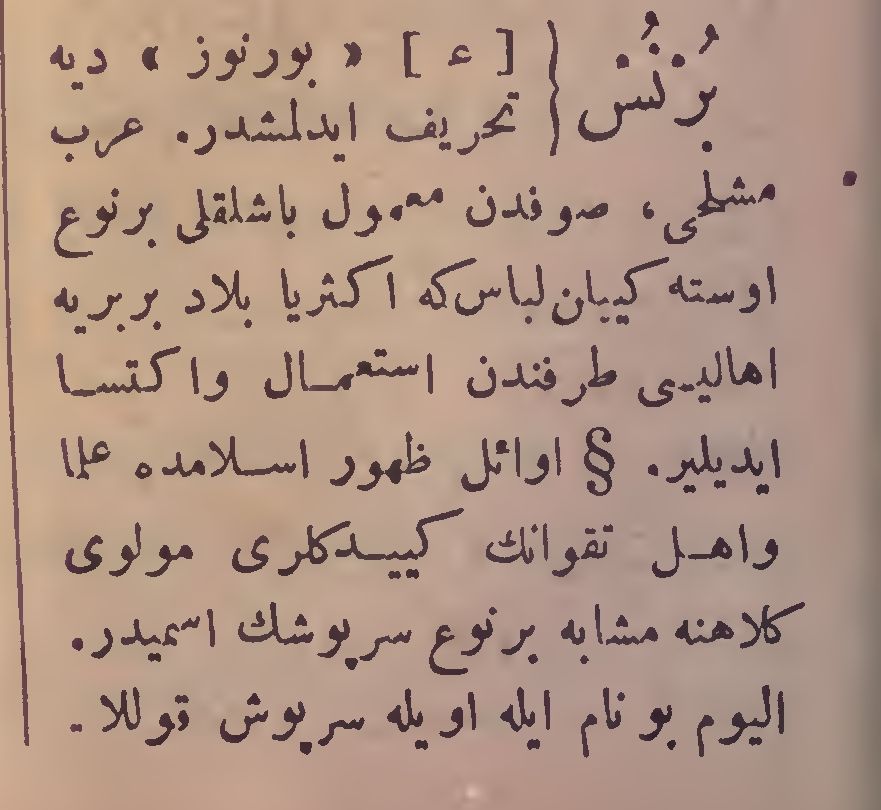 بُرْنُس { [ ع ] « بورنوز » دیه
تحریف ایدلمشدر. عرب
مشلحی، صوفدن معمول باشلقلی برنوع
اوسته کییبان لباس که اکثریا بلاد بربریه
اهالیسی طرفندن استعمال واکتسا
ایدیلیر. § اوائل ظهور اسلامده علما
واهل تقوانك کییدکلری مولوی
کلاهنه مشابه برنوع سرپوشك اسمیدر.
الیوم بو نام ایله اویله سرپوش قوللا -